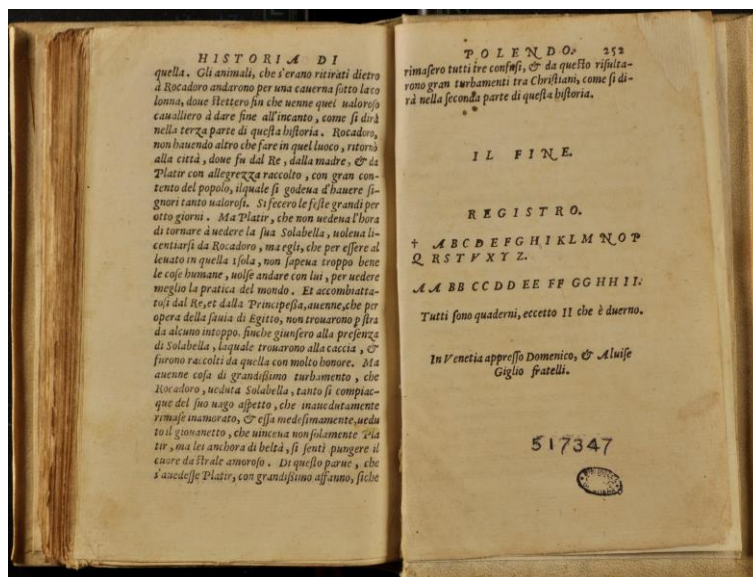 HISTORIA DI
quella. Gli animali, che s'erano ritirati dietro
à Rocadoro andarono per una cauerna sotto la co
lonna, doue stettero fin che uenne quel ualoroso
caualliero à dare fine all'incanto, come si dirà
nella terza parte di questa historia. Rocadoro,
non hauendo altro che fare in quel luoco, ritornò
alla città, doue fu dal Re, dalla madre, & da
Platir con allegrezza raccolto, con gran con-
tento del popolo, ilquale si godeua d'hauere si-
gnori tanto ualorosi. Si fecero le feste grandi per
otto giorni. Ma Platir, che non uedeua l'hora
di tornare à uedere la sua Solabella, uoleua li-
centiarsi da Rocadoro, ma egli, che per essere al
leuato in quella isola, non sapeua troppo bene
le cose humane, uolse andare con lui, per uedere
meglio la pratica del mondo. Et accombiatta-
tosi dal Re, et dalla Principessa, auenne, che per
opera della sauia di Egitto, non trouarono p stra
da alcuno intoppo, finche giunsero alla presenza
di Solabella, laquale trouarono alla caccia, &
furono raccolti da quella con molto honore. Ma
auenne cosa di grandissimo turbamento, che
Rocadoro, ueduta Solabella, tanto si compiac-
que del suo uago aspetto, che inauedutamente
rimase inamorato, & essa medesimamente, uedu
to il giouanetto, che uinceua non solamente Pla
tir, ma lei anchora di beltà, si sentì pungere il
cuore da strale amoroso. Di questo parue, che
s'auedesse Platir, con grandissimo affanno, siche
POLENDO. 252
rimasero tutti tre confusi, & da questo risulta-
rono gran turbamenti tra Christiani, come si di-
rà nella seconda parte di questa historia.
IL FINE.
REGISTRO.
† A B C D E F G H I K L M N O P
Q R S T V X Y Z.
AA BB CC DD EE FF GG HH II.
Tutti sono quaderni, eccetto II che è duerno.
In Venetia appresso Domenico, & Aluise
Giglio fratelli.
517347